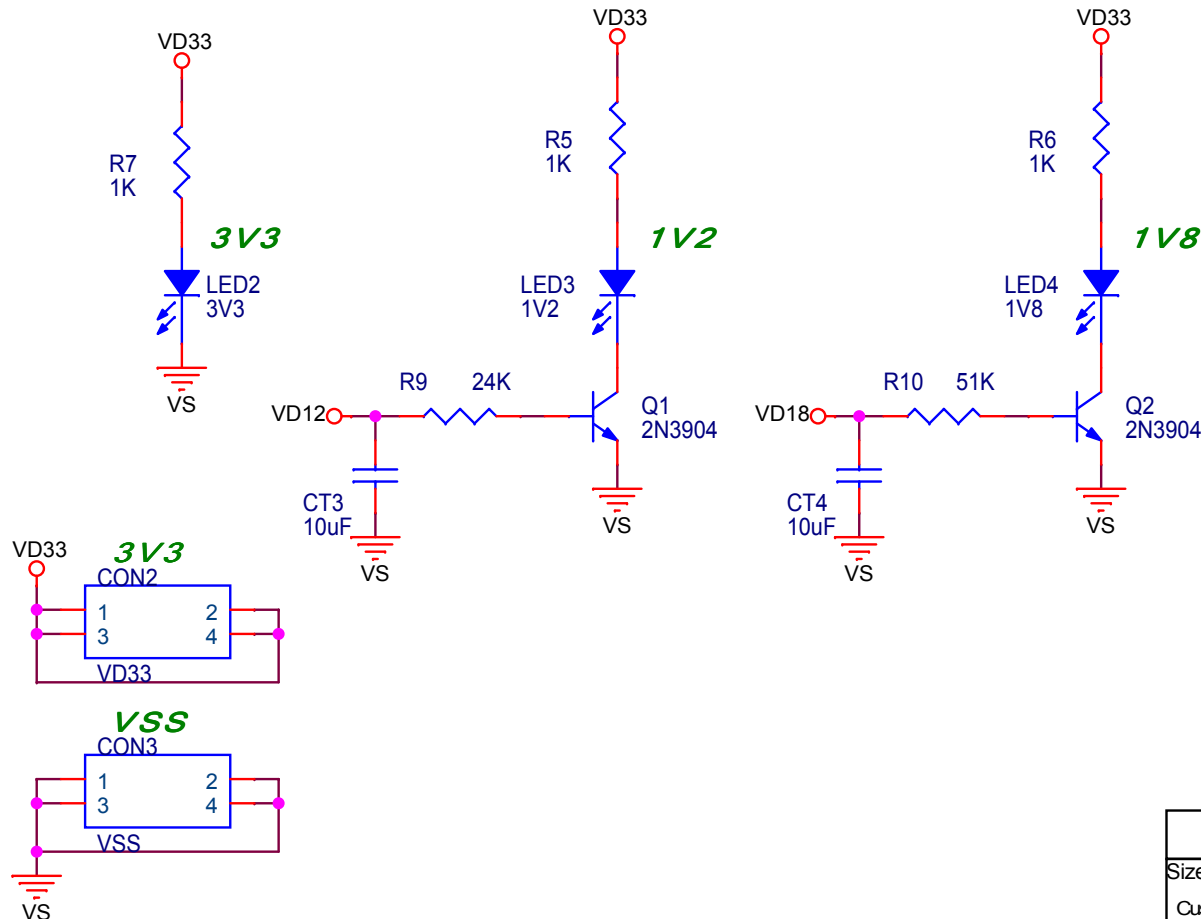 VD33
R7
1K
3V3
LED2
3V3
VS
VD33
R5
1K
1V2
LED3
1V2
R9 24K
VD12
Q1
2N3904
CT3
10uF
VS
VS
VD33
R6
1K
1V8
LED4
1V8
R10 51K
VD18
Q2
2N3904
CT4
10uF
VS
VS
VD33
3V3
CON2
1 2
3 4
VD33
VSS
CON3
1 2
3 4
VSS
VS
Size